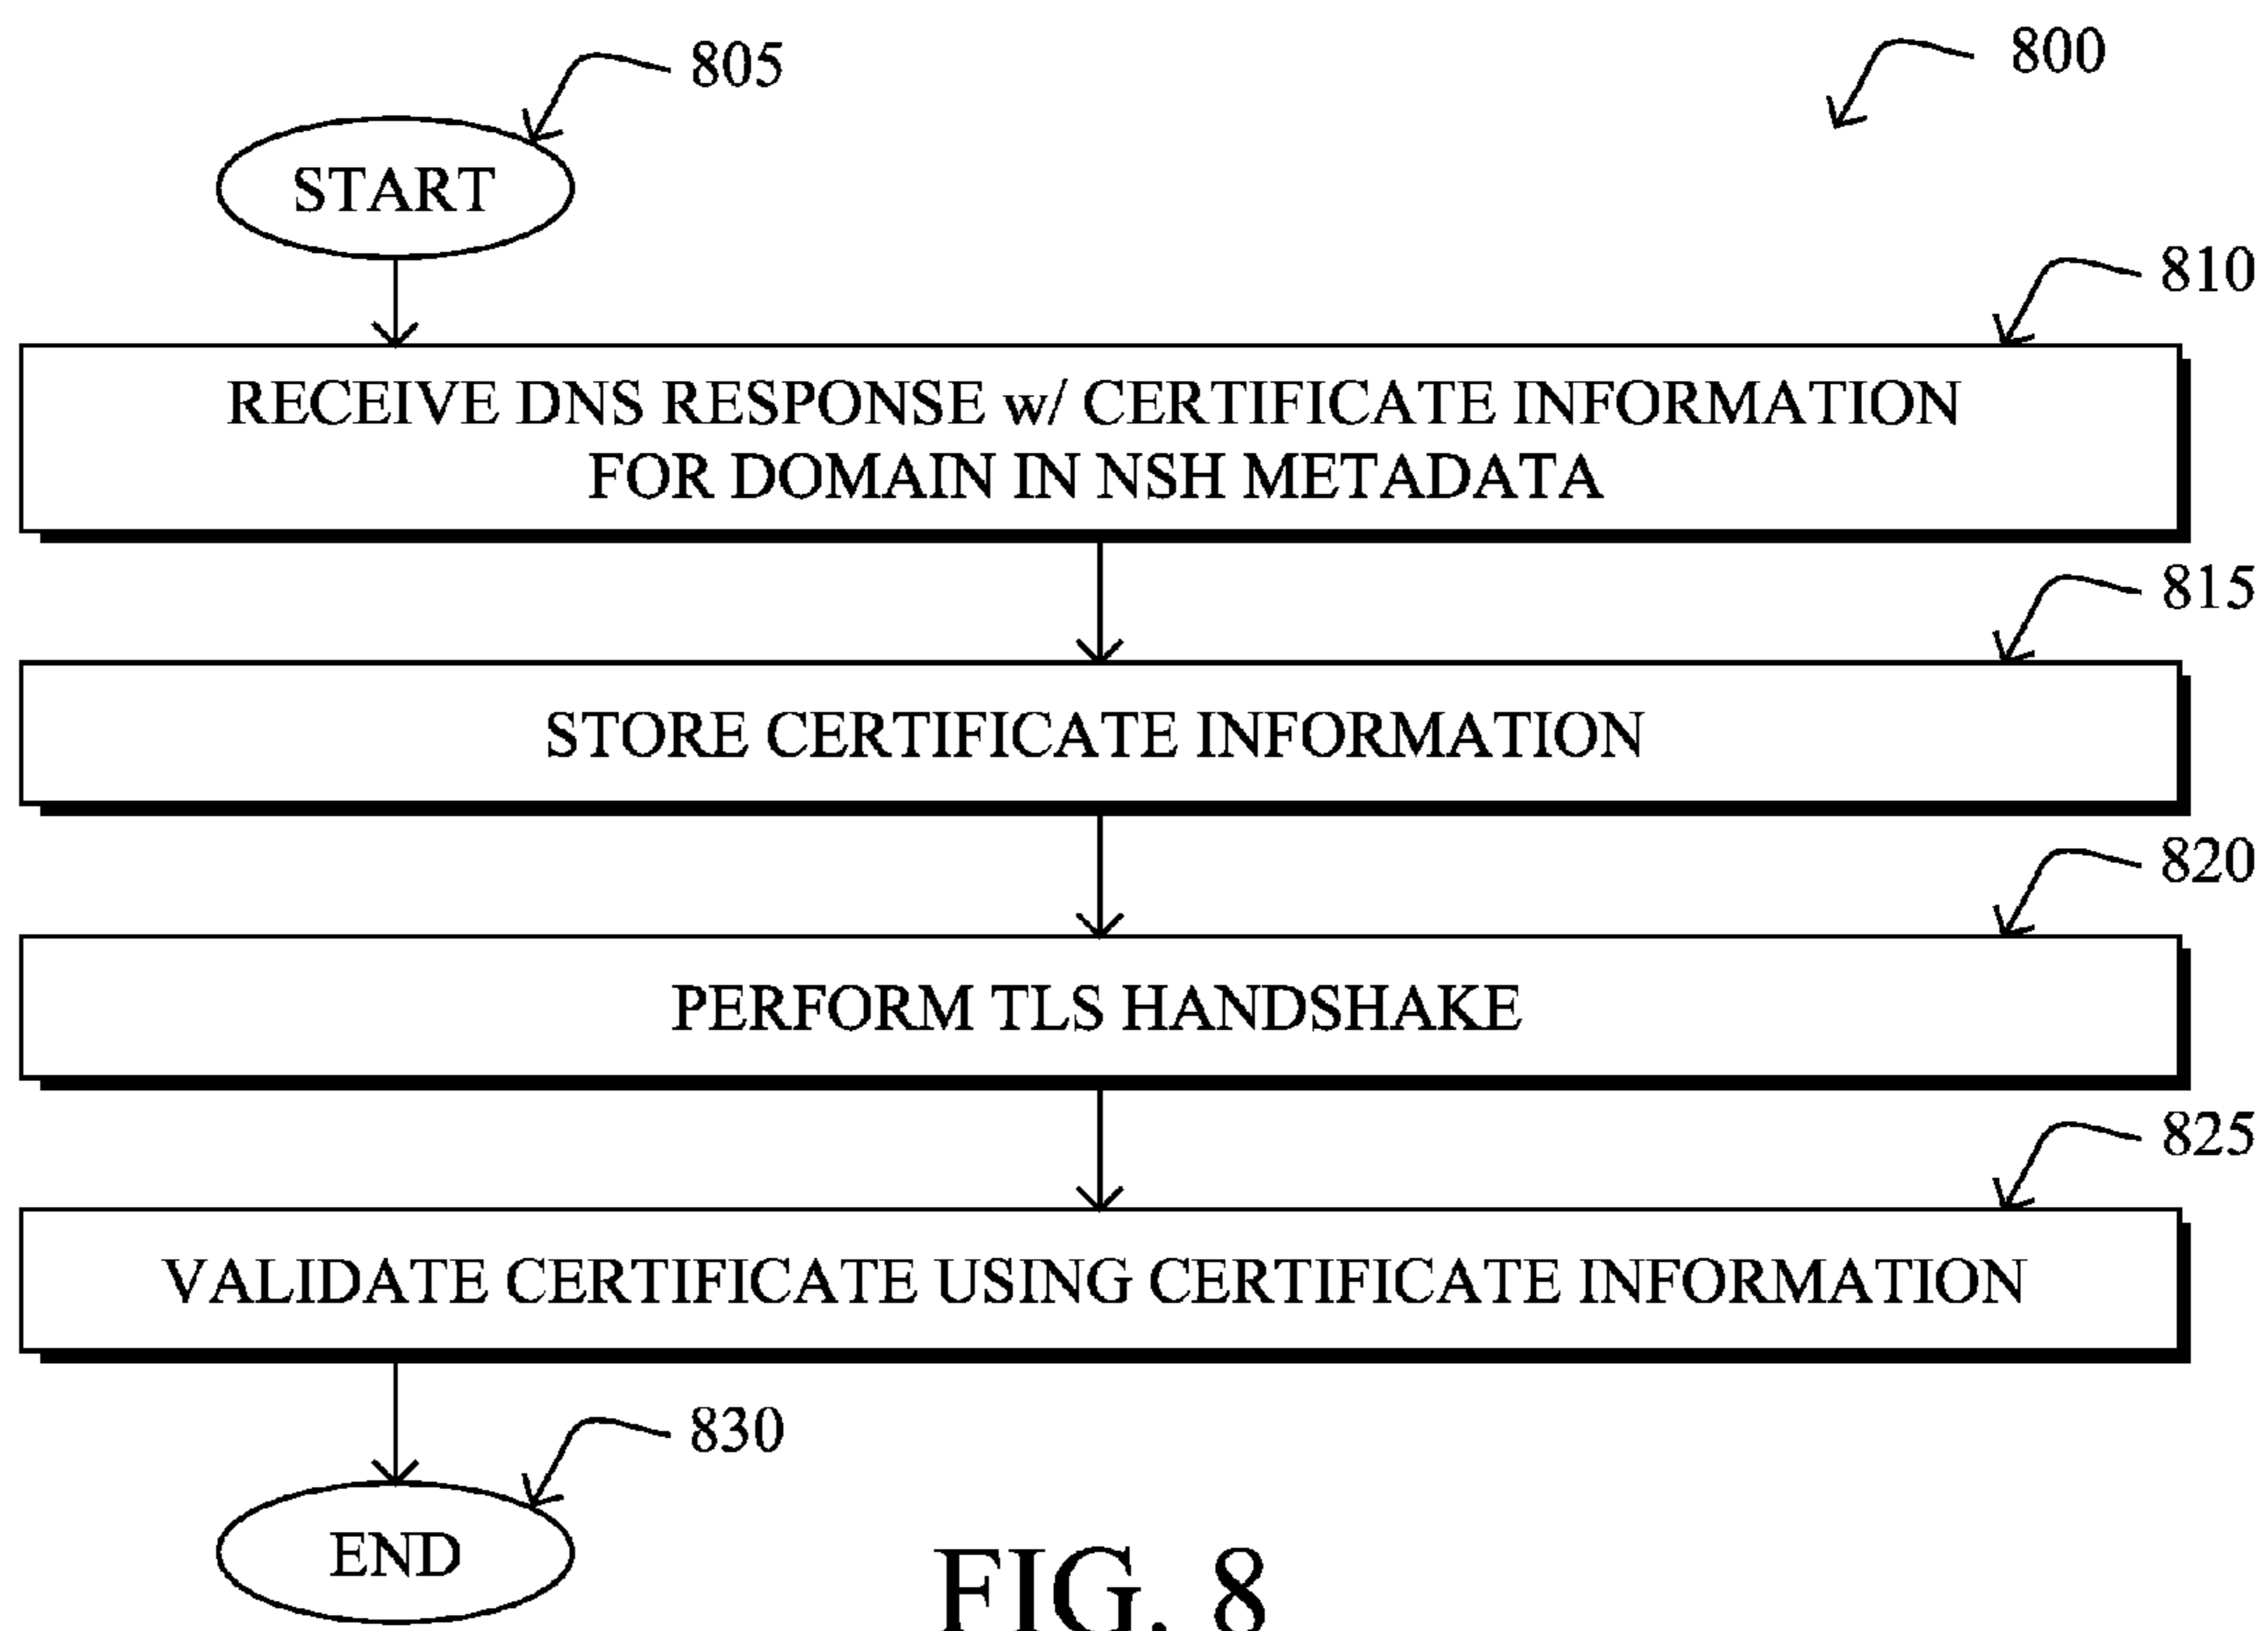 805
800
START
810
RECEIVE DNS RESPONSE w/ CERTIFICATE INFORMATION
FOR DOMAIN IN NSH METADATA
815
STORE CERTIFICATE INFORMATION
820
PERFORM TLS HANDSHAKE
825
VALIDATE CERTIFICATE USING CERTIFICATE INFORMATION
830
END
FIG. 8